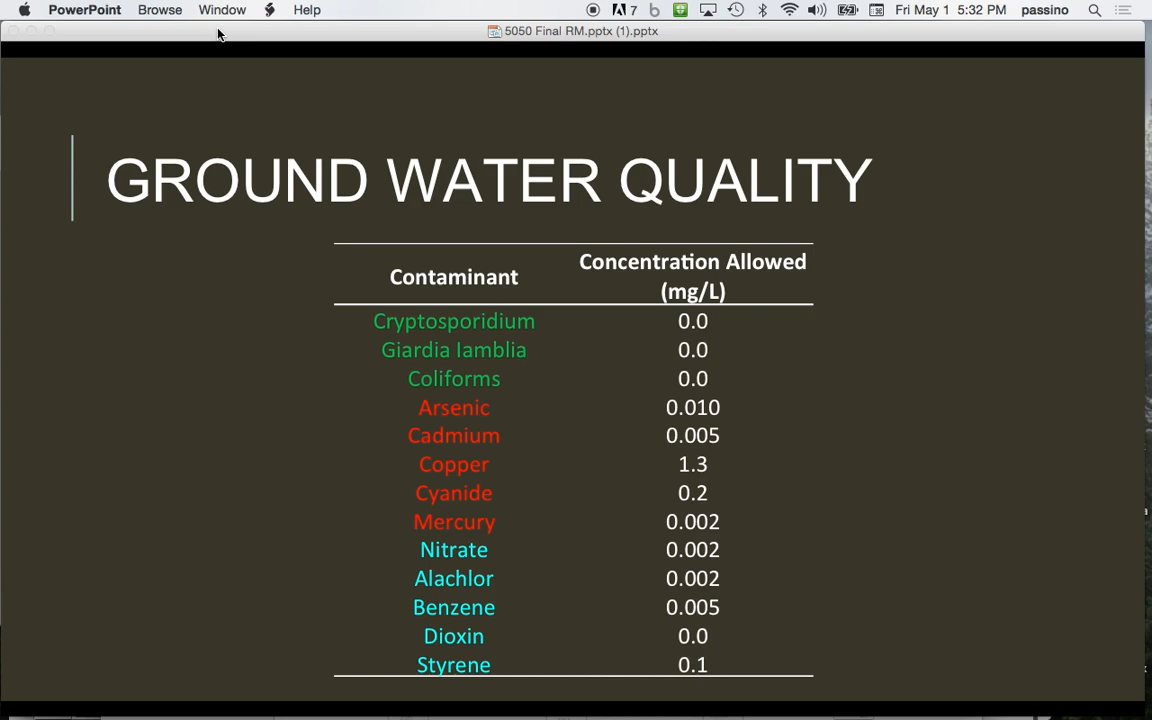 PowerPoint Browse Window Help 7 Fri May 1 5:32 PM passino
5050 Final RM.pptx (1).pptx
GROUND WATER QUALITY
Contaminant Concentration Allowed (mg/L)
Cryptosporidium 0.0
Giardia Iamblia 0.0
Coliforms 0.0
Arsenic 0.010
Cadmium 0.005
Copper 1.3
Cyanide 0.2
Mercury 0.002
Nitrate 0.002
Alachlor 0.002
Benzene 0.005
Dioxin 0.0
Styrene 0.1